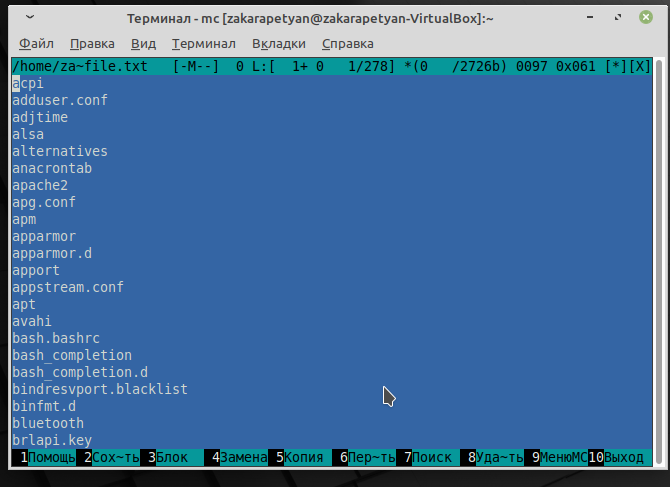 Терминал - mc [zakarapetyan@zakarapetyan-VirtualBox]:~
Файл Правка Вид Терминал Вкладки Справка
/home/za~file.txt [-M--] 0 L:[ 1+ 0 1/278] *(0 /2726b) 0097 0x061 [*][X]
acpi
adduser.conf
adjtime
alsa
alternatives
anacrontab
apache2
apg.conf
apm
apparmor
apparmor.d
apport
appstream.conf
apt
avahi
bash.bashrc
bash_completion
bash_completion.d
bindresvport.blacklist
binfmt.d
bluetooth
brlapi.key
1Помощь 2Сох~ть 3Блок 4Замена 5Копия 6Пер~ть 7Поиск 8Уда~ть 9МенюMC 10Выход